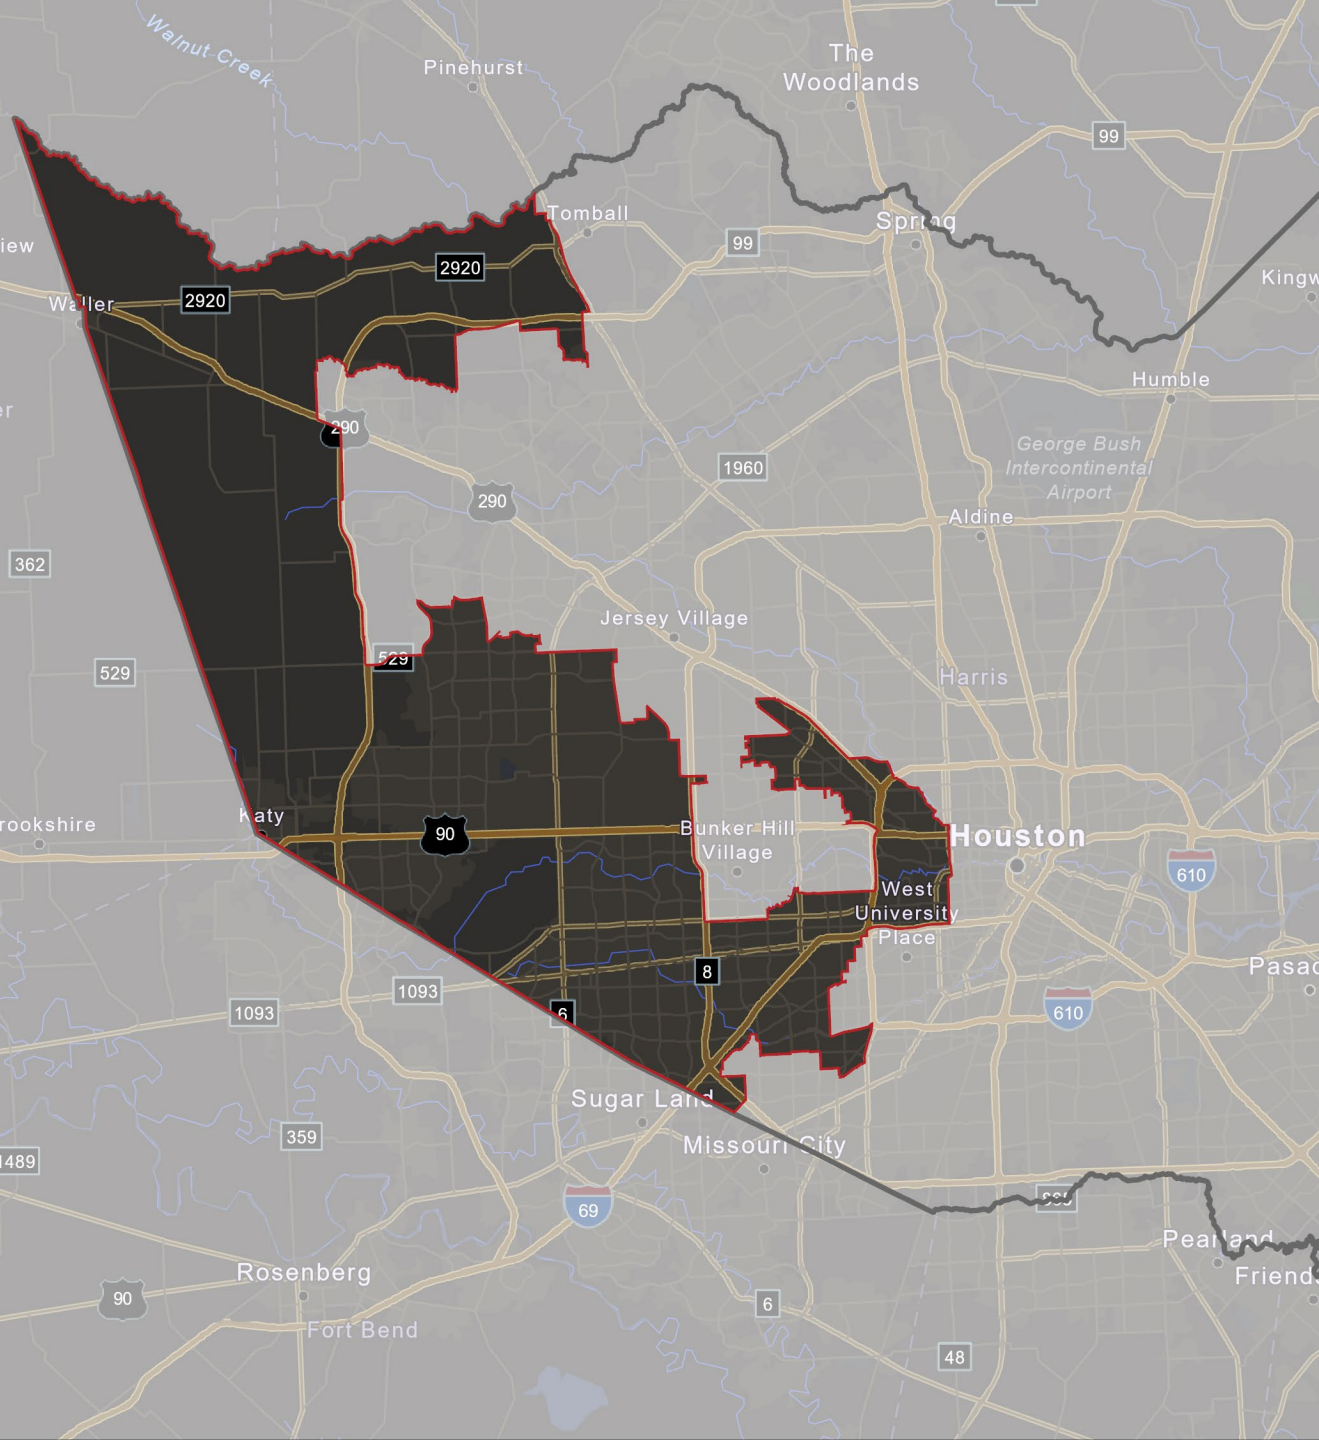 Walnut Creek
Pinehurst
The
Woodlands
99
Tomball
Spring
99
iew
2920
2920
Waller
Kingw
Humble
er
290
George Bush
Intercontinental
Airport
1960
290
Aldine
362
Jersey Village
529
529
Harris
Katy
rookshire
90
Bunker Hill
Village
Houston
610
West
University
Place
8
Pasad
1093
1093
6
610
Sugar Land
Missouri City
359
1489
69
Pearland
Rosenberg
Friends
90
6
Fort Bend
48